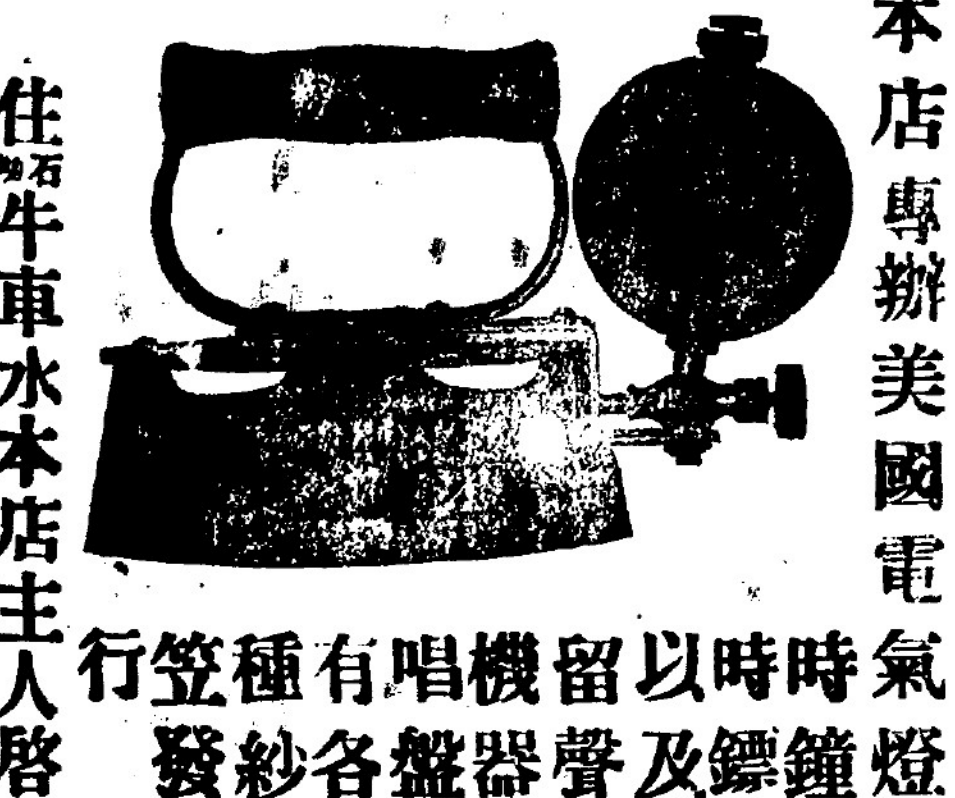 本店專辦美國電氣燈
時鐘
時鏢
以及
留聲
機器
唱盤
有各
種紗
笠發
行
住石叻牛車水本店主人啓